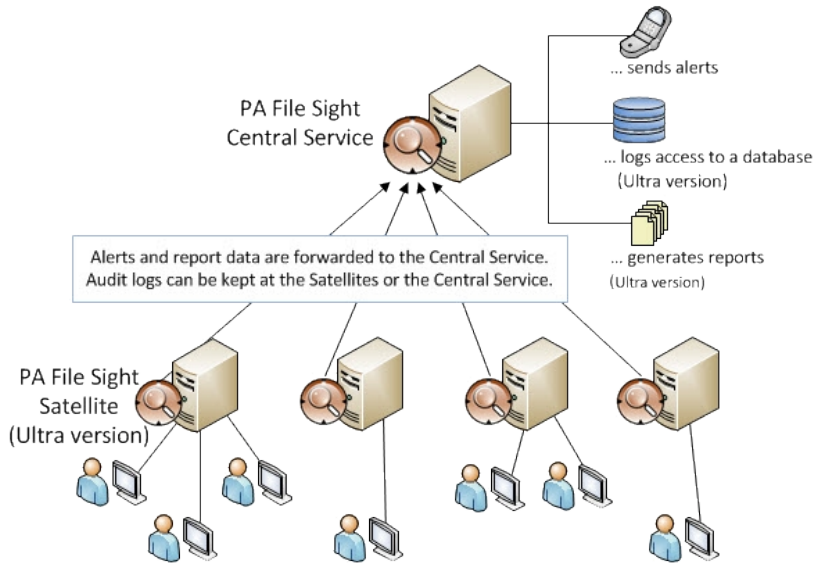 PA File Sight
Central Service
... sends alerts
... logs access to a database
(Ultra version)
... generates reports
(Ultra version)
Alerts and report data are forwarded to the Central Service.
Audit logs can be kept at the Satellites or the Central Service.
PA File Sight
Satellite
(Ultra version)